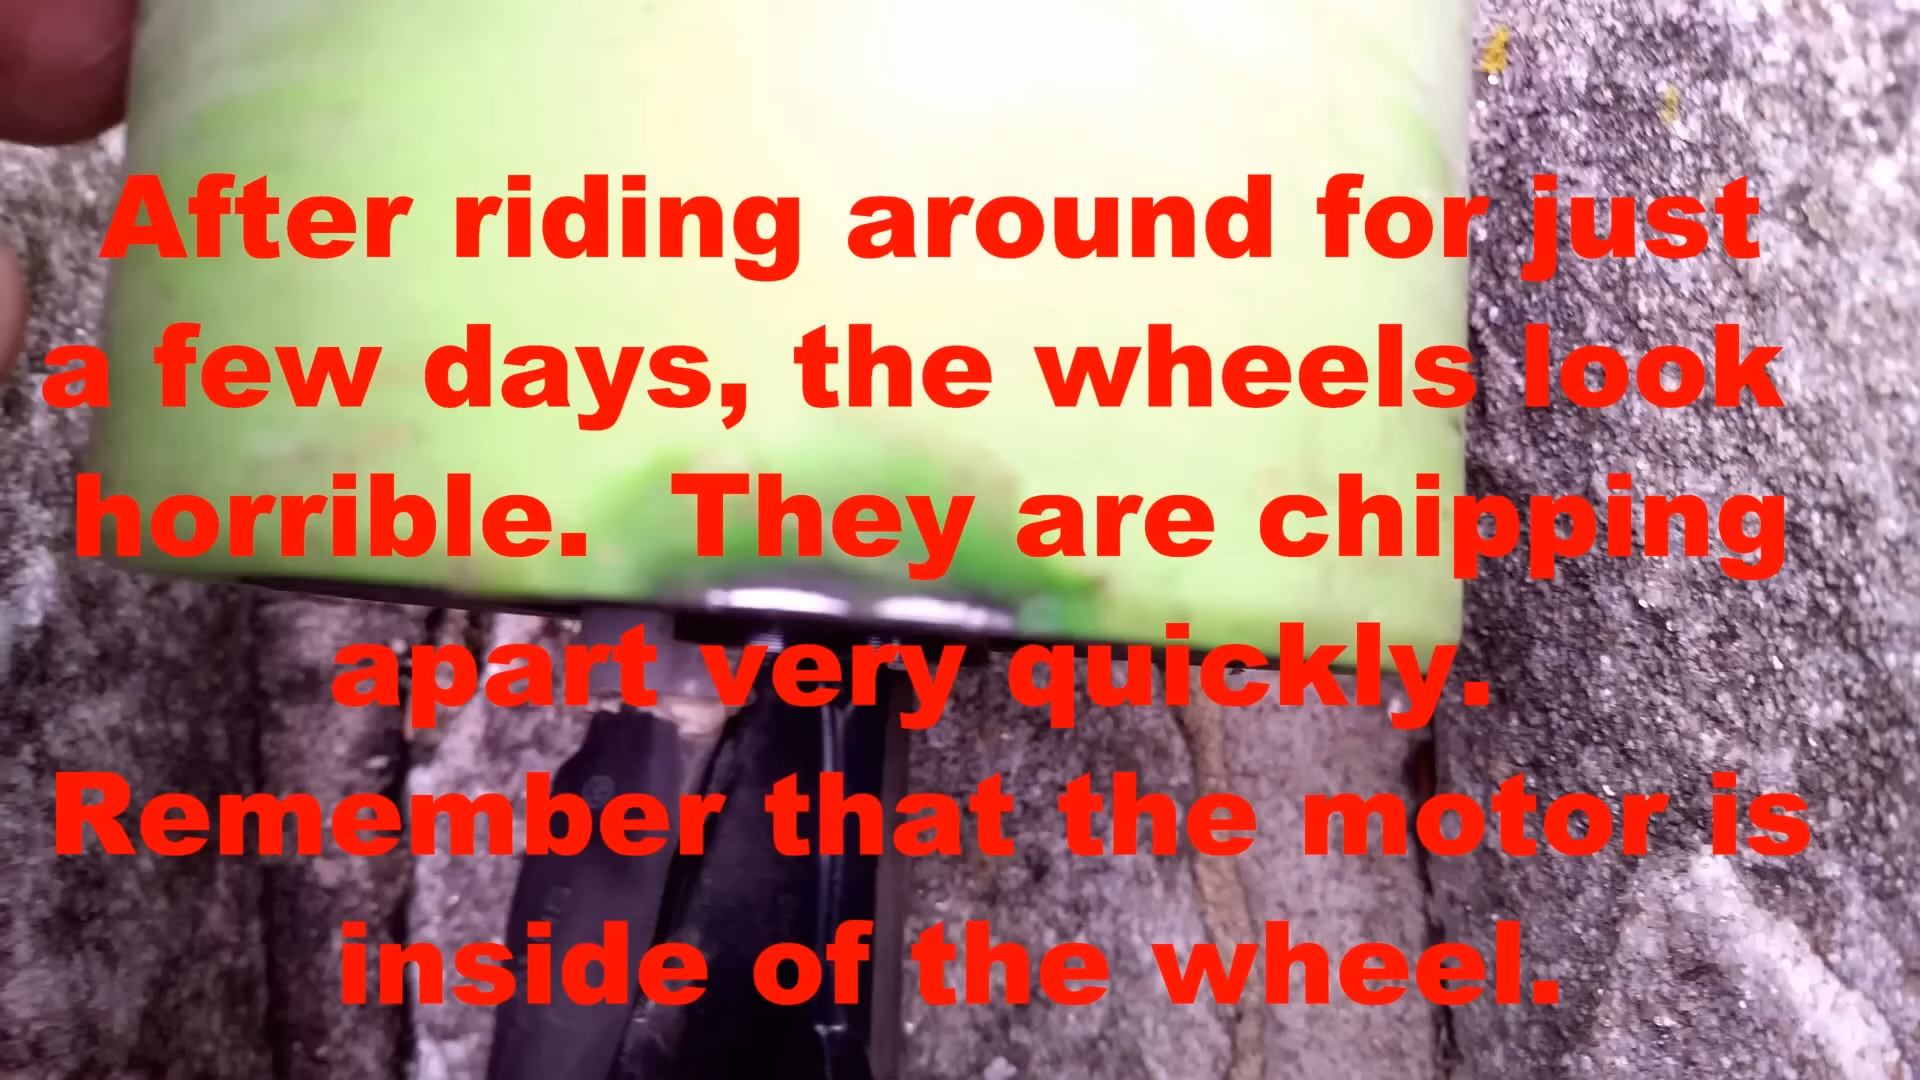 After riding around for just
a few days, the wheels look
horrible.  They are chipping
apart very quickly.
Remember that the motor is
inside of the wheel.